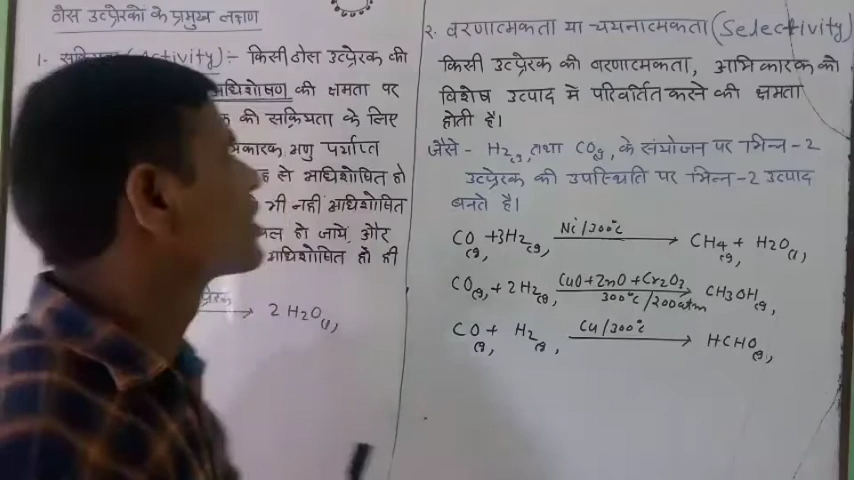 ठोस उत्प्रेरकों के प्रमुख लक्षण
1- सक्रियता (Activity) :- किसी ठोस उत्प्रेरक की
अधिशोषण की क्षमता पर
की सक्रियता के लिए
अणु पर्याप्त
से अधिशोषित हो
भी नहीं अधिशोषित
हो जाये, और
अधिशोषित हो ही
2 H2O(l)
२. वरणात्मकता या चयनात्मकता (Selectivity)
किसी उत्प्रेरक की वरणात्मकता, अभिकारक को
विशेष उत्पाद में परिवर्तित करने की क्षमता
होती है।
जैसे - H2(g) तथा CO(g) के संयोजन पर भिन्न-2
उत्प्रेरक की उपस्थिति पर भिन्न-2 उत्पाद
बनते है।
CO(g) + 3H2(g) Ni/300°C → CH4(g) + H2O(l)
CO(g) + 2H2(g) CuO+ZnO+Cr2O3 300°C/200atm → CH3OH(g)
CO(g) + H2(g) Cu/300°C → HCHO(g)